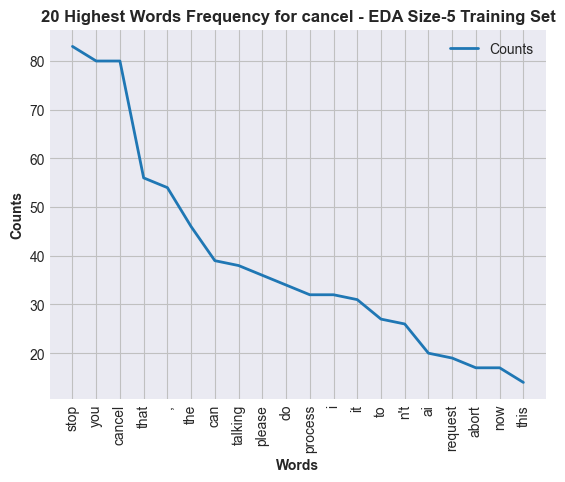 20 Highest Words Frequency for cancel - EDA Size-5 Training Set
Counts
80
70
60
50
40
30
20
Counts
stop
you
cancel
that
,
the
can
talking
please
do
process
i
it
to
n't
ai
request
abort
now
this
Words